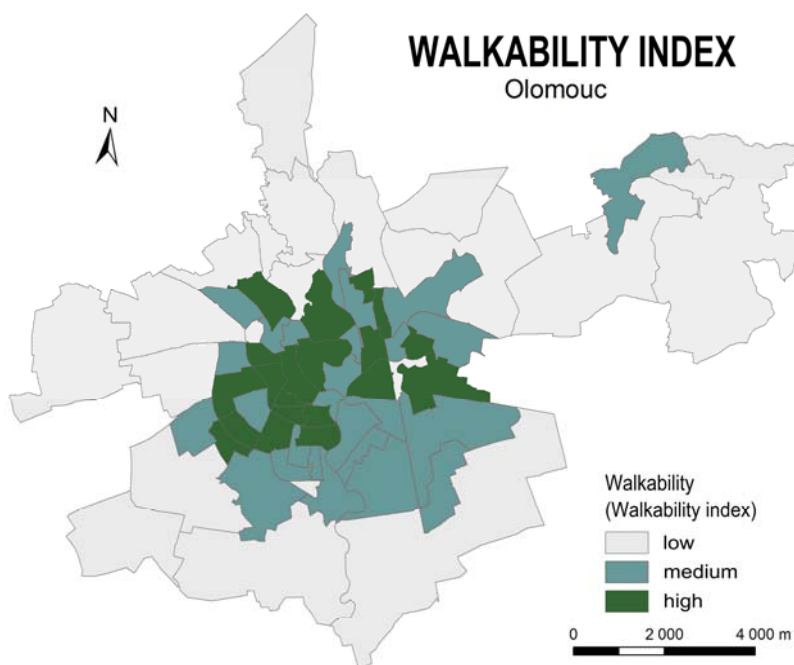 WALKABILITY INDEX
Olomouc
N
Walkability
(Walkability index)
low
medium
high
0 2 000 4 000 m